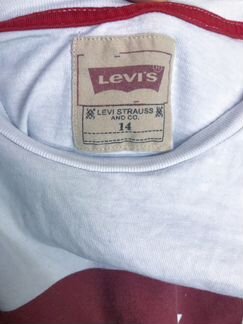 LEVI'S
LEVI STRAUSS
AND CO.
14